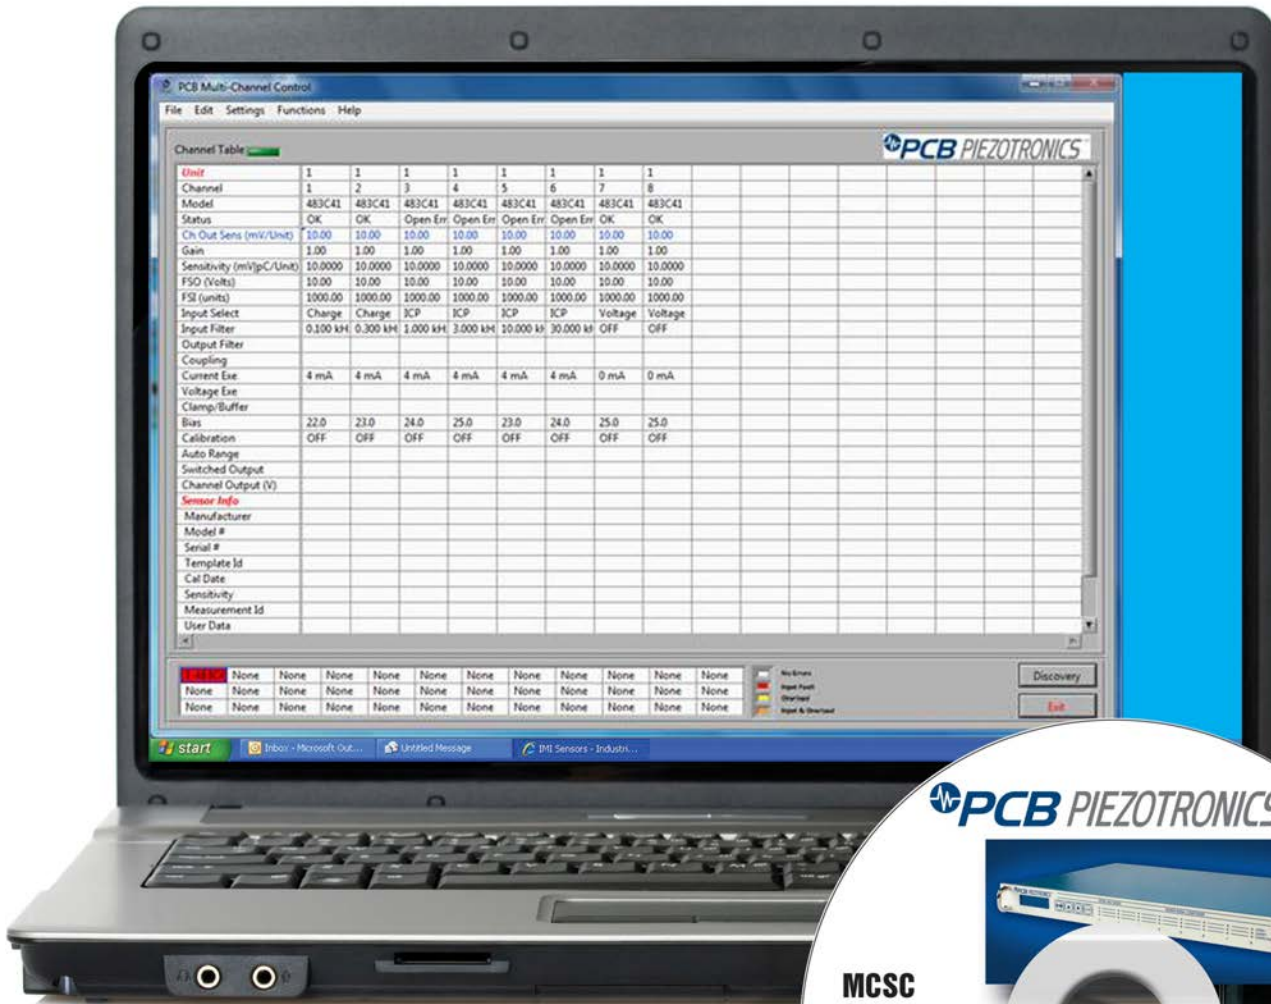 PCB Multi-Channel Control
File Edit Settings Functions Help
Channel Table
PCB PIEZOTRONICS
Unit 1 1 1 1 1 1 1 1
Channel 1 2 3 4 5 6 7 8
Model 483C41 483C41 483C41 483C41 483C41 483C41 483C41 483C41
Status OK OK Open Err Open Err Open Err Open Err OK OK
Ch Out Sens (mV/Unit) 10.00 10.00 10.00 10.00 10.00 10.00 10.00 10.00
Gain 1.00 1.00 1.00 1.00 1.00 1.00 1.00 1.00
Sensitivity (mV|pC/Unit) 10.0000 10.0000 10.0000 10.0000 10.0000 10.0000 10.0000 10.0000
FSO (Volts) 10.00 10.00 10.00 10.00 10.00 10.00 10.00 10.00
FSI (units) 1000.00 1000.00 1000.00 1000.00 1000.00 1000.00 1000.00 1000.00
Input Select Charge Charge ICP ICP ICP ICP Voltage Voltage
Input Filter 0.100 kH 0.300 kH 1.000 kH 3.000 kH 10.000 kH 30.000 kH OFF OFF
Output Filter
Coupling
Current Exe 4 mA 4 mA 4 mA 4 mA 4 mA 4 mA 0 mA 0 mA
Voltage Exe
Clamp/Buffer
Bias 22.0 23.0 24.0 25.0 23.0 24.0 25.0 25.0
Calibration OFF OFF OFF OFF OFF OFF OFF OFF
Auto Range
Switched Output
Channel Output (V)
Sensor Info
Manufacturer
Model #
Serial #
Template Id
Cal Date
Sensitivity
Measurement Id
User Data
None None None None None None None None None None None
None None None None None None None None None None None None
None None None None None None None None None None None None
No Errors
Input Fault
Overload
Input & Overload
Discovery
Exit
start Inbox - Microsoft Out... Untitled Message IMI Sensors - Industri...
PCB PIEZOTRONICS
MCSC